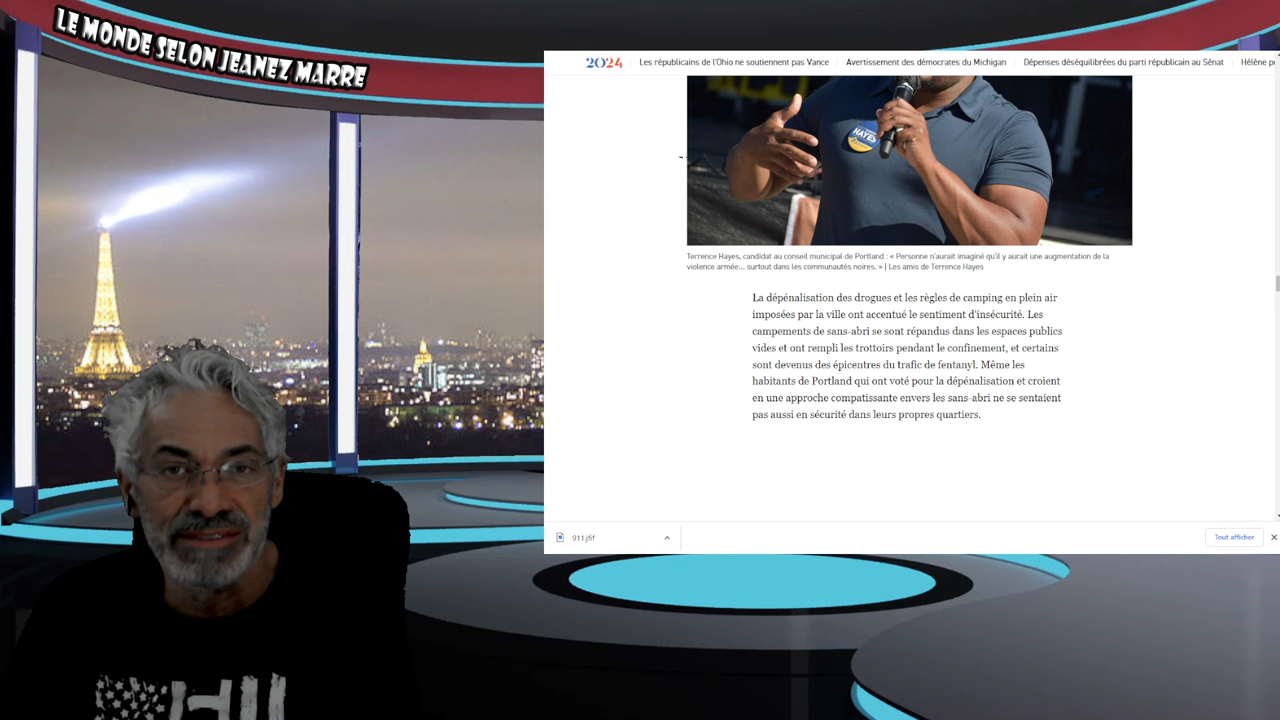 LE MONDE SELON JEANEZ MARRE
2024 Les républicains de l'Ohio ne soutiennent pas Vance Avertissement des démocrates du Michigan Dépenses déséquilibrées du parti républicain au Sénat Hélène
HAYES
Terrence Hayes, candidat au conseil municipal de Portland : « Personne n'aurait imaginé qu'il y aurait une augmentation de la
violence armée... surtout dans les communautés noires. » | Les amis de Terrence Hayes
La dépénalisation des drogues et les règles de camping en plein air
imposées par la ville ont accentué le sentiment d'insécurité. Les
campements de sans-abri se sont répandus dans les espaces publics
vides et ont rempli les trottoirs pendant le confinement, et certains
sont devenus des épicentres du trafic de fentanyl. Même les
habitants de Portland qui ont voté pour la dépénalisation et croient
en une approche compatissante envers les sans-abri ne se sentaient
pas aussi en sécurité dans leurs propres quartiers.
911.jfif
Tout afficher